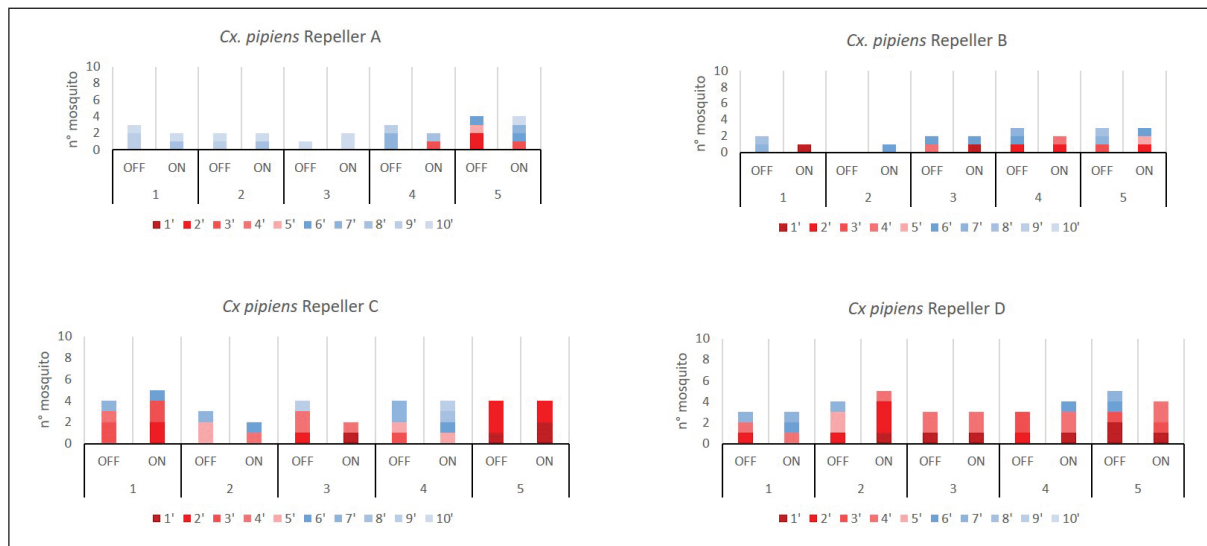 Cx. pipiens Repeller A
n° mosquito
10
8
6
4
2
0
OFF ON OFF ON OFF ON OFF ON OFF ON
1 2 3 4 5
1' 2' 3' 4' 5' 6' 7' 8' 9' 10'
Cx. pipiens Repeller B
n° mosquito
10
8
6
4
2
0
OFF ON OFF ON OFF ON OFF ON OFF ON
1 2 3 4 5
1' 2' 3' 4' 5' 6' 7' 8' 9' 10'
Cx pipiens Repeller C
n° mosquito
10
8
6
4
2
0
OFF ON OFF ON OFF ON OFF ON OFF ON
1 2 3 4 5
1' 2' 3' 4' 5' 6' 7' 8' 9' 10'
Cx pipiens Repeller D
n° mosquito
10
8
6
4
2
0
OFF ON OFF ON OFF ON OFF ON OFF ON
1 2 3 4 5
1' 2' 3' 4' 5' 6' 7' 8' 9' 10'